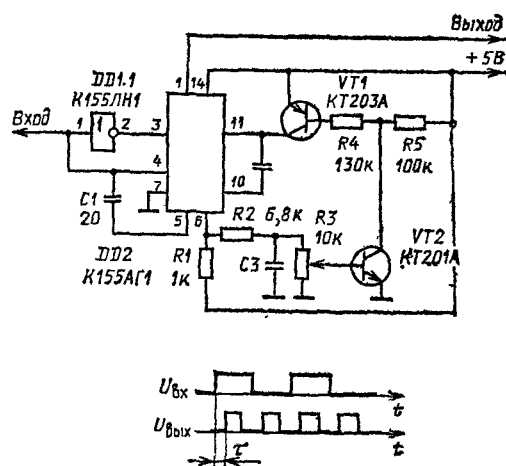 Выход
+5В
DD1.1
К155ЛН1
Вход
1
1
2
3
4
7
5
6
1
14
11
10
VT1
КТ203А
R4
130к
R5
100к
C1
20
DD2
К155АГ1
R1
1к
R2 6,8к
C3
R3
10к
VT2
КТ201А
Uвх
t
Uвых
t
τ